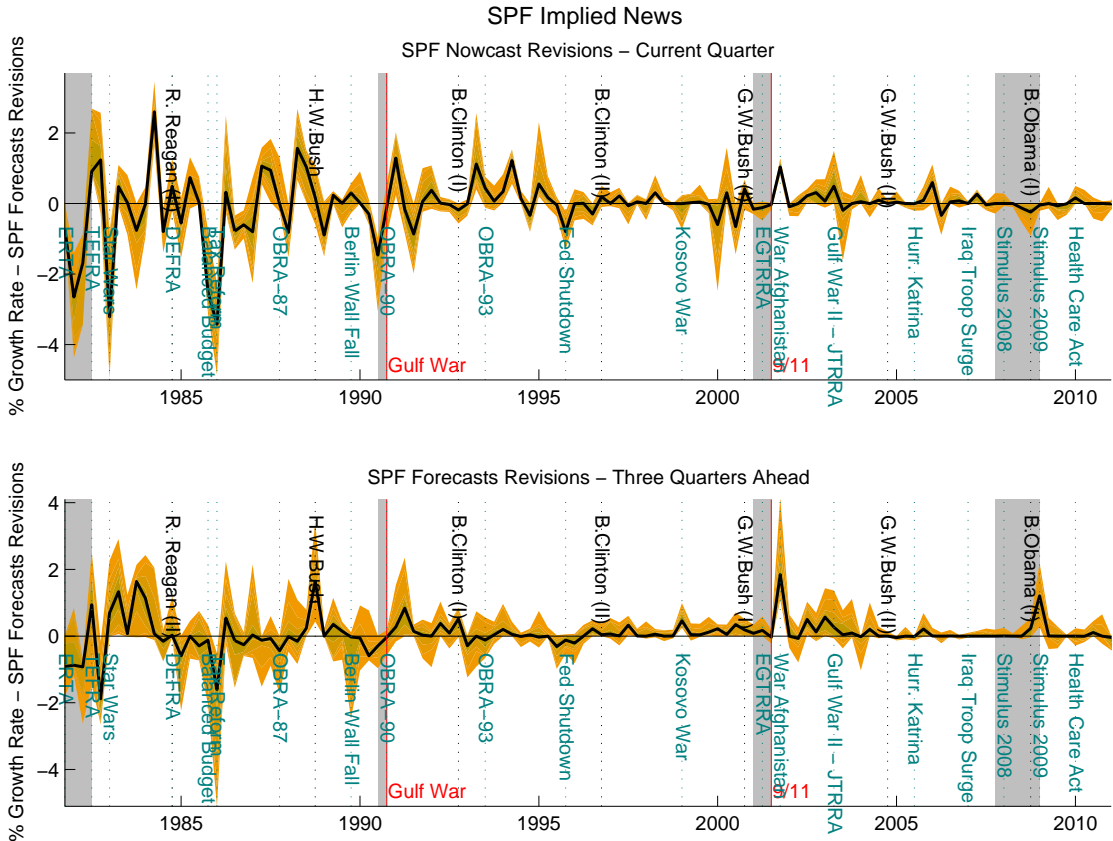 SPF Implied News
SPF Nowcast Revisions – Current Quarter
% Growth Rate – SPF Forecasts Revisions
2
0
−2
−4
R. Reagan (II)
H.W.Bush
B.Clinton (I)
B.Clinton (II)
G.W.Bush (I)
G.W.Bush (II)
B.Obama (I)
ERTA
TEFRA
Star Wars
DEFRA
Balanced Budget
Tax Reform
OBRA−87
Berlin Wall Fall
OBRA−90
OBRA−93
Fed Shutdown
Kosovo War
EGTRRA
War Afghanistan
Gulf War II – JTRRA
Hurr. Katrina
Iraq Troop Surge
Stimulus 2008
Stimulus 2009
Health Care Act
Gulf War
9/11
1985
1990
1995
2000
2005
2010
SPF Forecasts Revisions – Three Quarters Ahead
% Growth Rate – SPF Forecasts Revisions
4
2
0
−2
−4
R. Reagan (II)
H.W.Bush
B.Clinton (I)
B.Clinton (II)
G.W.Bush (I)
G.W.Bush (II)
B.Obama (I)
ERTA
TEFRA
Star Wars
DEFRA
Balanced Budget
Tax Reform
OBRA−87
Berlin Wall Fall
OBRA−90
OBRA−93
Fed Shutdown
Kosovo War
EGTRRA
War Afghanistan
Gulf War II – JTRRA
Hurr. Katrina
Iraq Troop Surge
Stimulus 2008
Stimulus 2009
Health Care Act
Gulf War
9/11
1985
1990
1995
2000
2005
2010